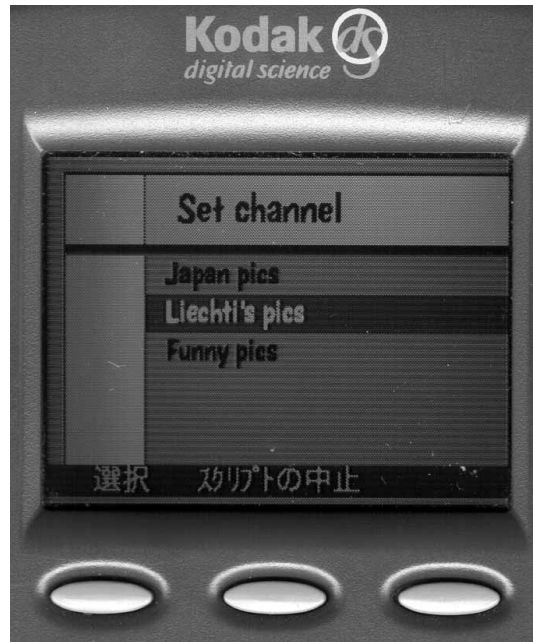 Kodak ds
digital science
Set channel
Japan pics
Liechti's pics
Funny pics
選択 ｽｸﾘﾌﾟﾄの中止